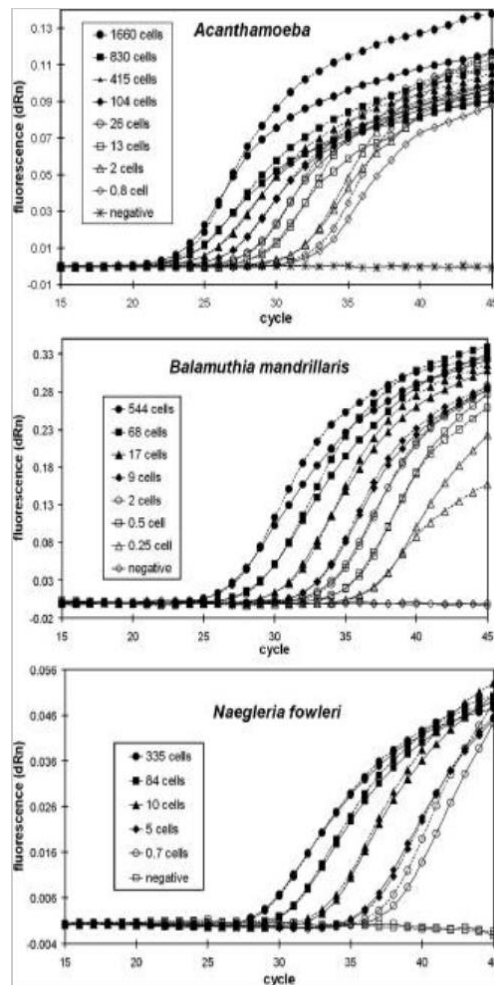 Acanthamoeba
fluorescence (dRn)
0.13
0.11
0.09
0.07
0.05
0.03
0.01
-0.01
1660 cells
830 cells
415 cells
104 cells
26 cells
13 cells
2 cells
0.8 cell
negative
15 20 25 30 35 40 45
cycle
Balamuthia mandrillaris
fluorescence (dRn)
0.33
0.28
0.23
0.18
0.13
0.08
0.03
-0.02
544 cells
68 cells
17 cells
9 cells
2 cells
0.5 cell
0.25 cell
negative
15 20 25 30 35 40 45
cycle
Naegleria fowleri
fluorescence (dRn)
0.056
0.046
0.036
0.026
0.016
0.006
-0.004
335 cells
84 cells
10 cells
5 cells
0.7 cells
negative
15 20 25 30 35 40 45
cycle